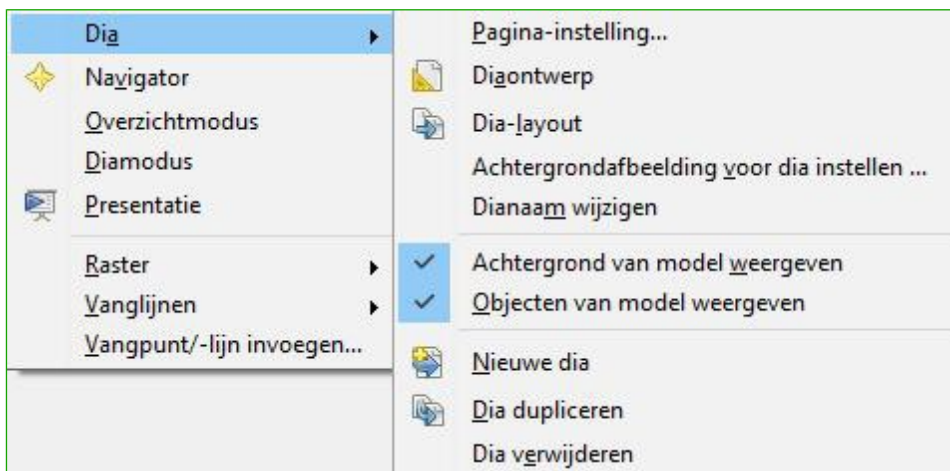 Dia
Navigator
Overzichtmodus
Diamodus
Presentatie
Raster
Vanglijnen
Vangpunt/-lijn invoegen...
Pagina-instelling...
Diaontwerp
Dia-layout
Achtergrondafbeelding voor dia instellen ...
Dianaam wijzigen
Achtergrond van model weergeven
Objecten van model weergeven
Nieuwe dia
Dia dupliceren
Dia verwijderen